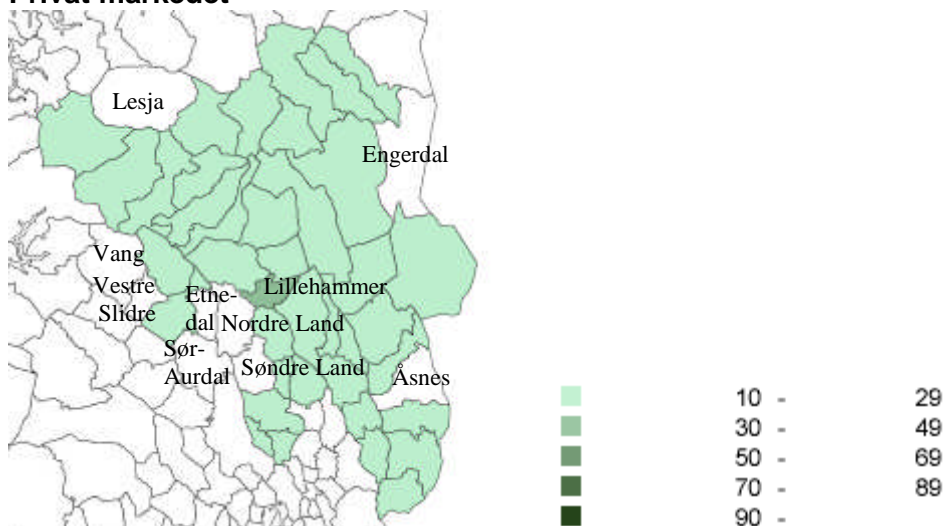 Privat markedet
Lesja
Engerdal
Vang
Vestre
Slidre
Etne-
dal
Lillehammer
Nordre Land
Sør-
Aurdal
Søndre Land
Åsnes
10 - 29
30 - 49
50 - 69
70 - 89
90 -